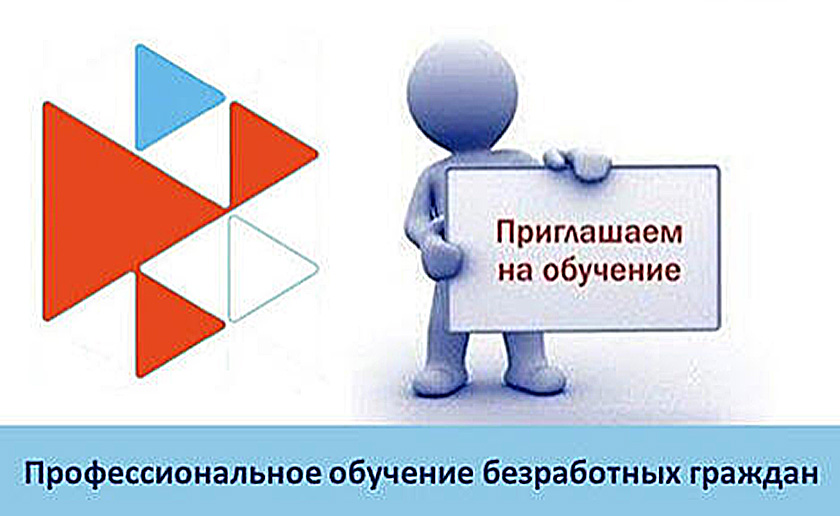 Приглашаем
на обучение
Профессиональное обучение безработных граждан